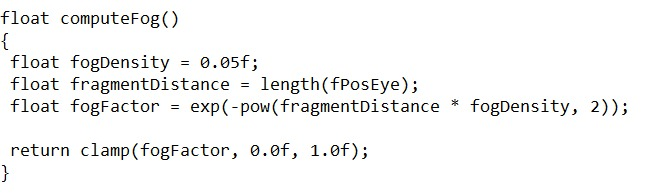 float computeFog()
{
 float fogDensity = 0.05f;
 float fragmentDistance = length(fPosEye);
 float fogFactor = exp(-pow(fragmentDistance * fogDensity, 2));

 return clamp(fogFactor, 0.0f, 1.0f);
}